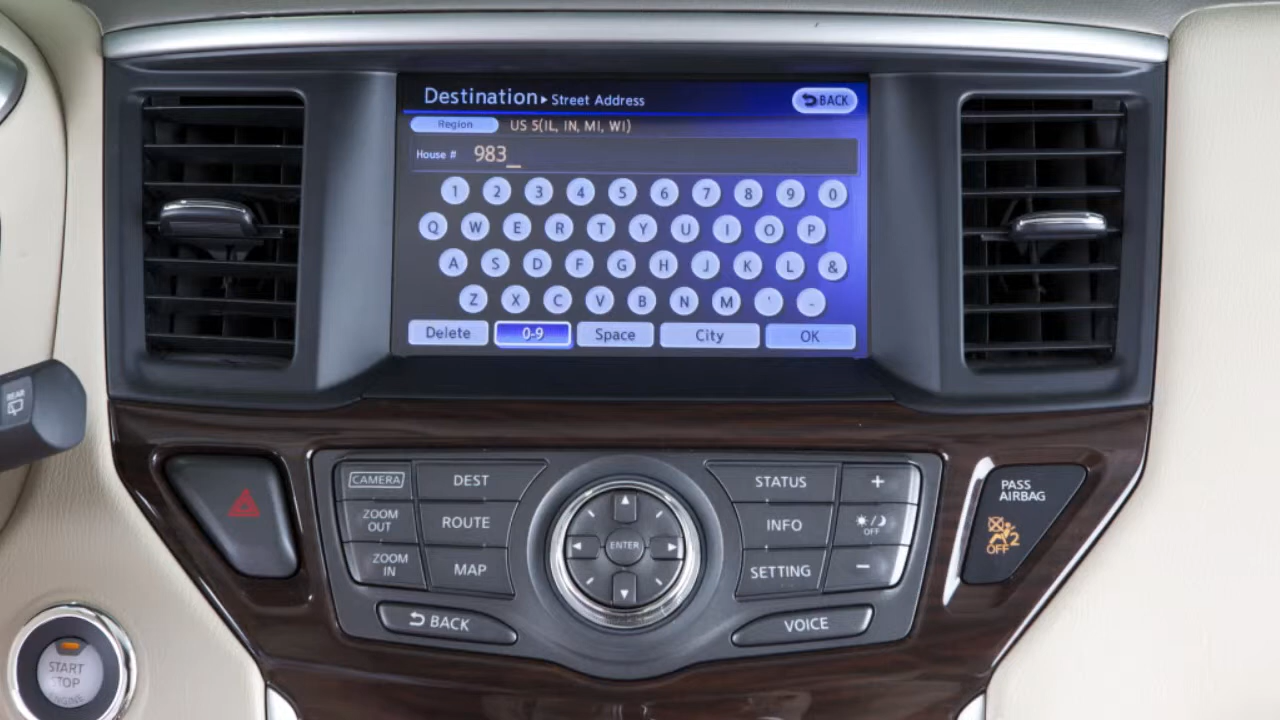 Destination ▸ Street Address
BACK
Region US 5(IL, IN, MI, WI)
House # 983_
1 2 3 4 5 6 7 8 9 0
Q W E R T Y U I O P
A S D F G H J K L &
Z X C V B N M ' -
Delete 0-9 Space City OK
REAR
CAMERA DEST
ZOOM OUT ROUTE
ZOOM IN MAP
BACK
ENTER
STATUS +
INFO OFF
SETTING −
VOICE
PASS
AIRBAG
OFF 2
START
STOP
ENGINE